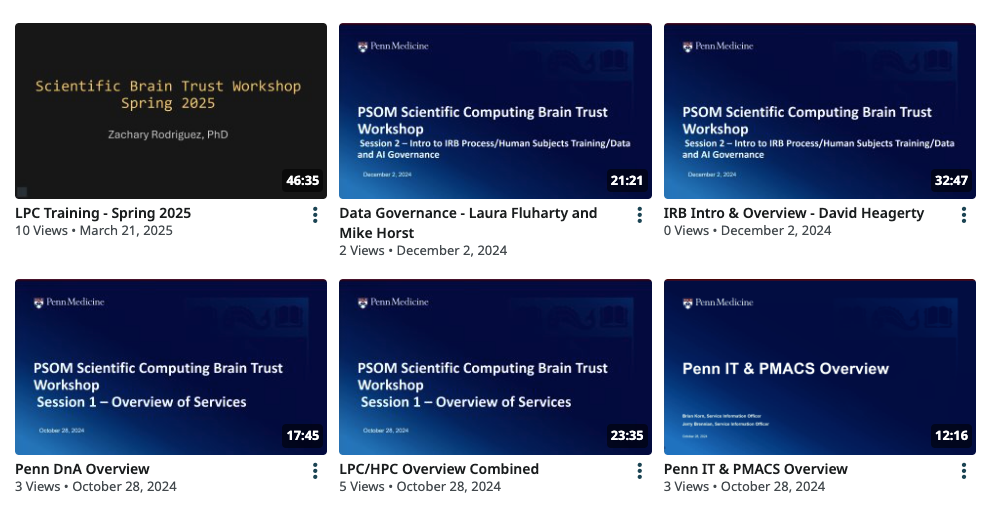 Scientific Brain Trust Workshop
Spring 2025
Zachary Rodriguez, PhD
46:35
LPC Training - Spring 2025
10 Views • March 21, 2025
Penn Medicine
PSOM Scientific Computing Brain Trust
Workshop
Session 2 – Intro to IRB Process/Human Subjects Training/Data
and AI Governance
December 2, 2024
21:21
Data Governance - Laura Fluharty and
Mike Horst
2 Views • December 2, 2024
Penn Medicine
PSOM Scientific Computing Brain Trust
Workshop
Session 2 – Intro to IRB Process/Human Subjects Training/Data
and AI Governance
December 2, 2024
32:47
IRB Intro & Overview - David Heagerty
0 Views • December 2, 2024
Penn Medicine
PSOM Scientific Computing Brain Trust
Workshop
Session 1 – Overview of Services
October 28, 2024
17:45
Penn DnA Overview
3 Views • October 28, 2024
Penn Medicine
PSOM Scientific Computing Brain Trust
Workshop
Session 1 – Overview of Services
October 28, 2024
23:35
LPC/HPC Overview Combined
5 Views • October 28, 2024
Penn Medicine
Penn IT & PMACS Overview
Brian Korn, Service Information Officer
Jerry Brennan, Service Information Officer
October 28, 2024
12:16
Penn IT & PMACS Overview
3 Views • October 28, 2024